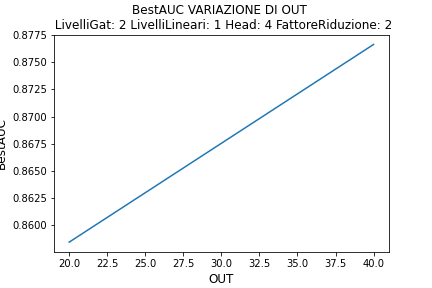 BestAUC VARIAZIONE DI OUT
LivelliGat: 2 LivelliLineari: 1 Head: 4 FattoreRiduzione: 2
0.8775
0.8750
0.8725
0.8700
0.8675
0.8650
0.8625
0.8600
BestAUC
20.0 22.5 25.0 27.5 30.0 32.5 35.0 37.5 40.0
OUT